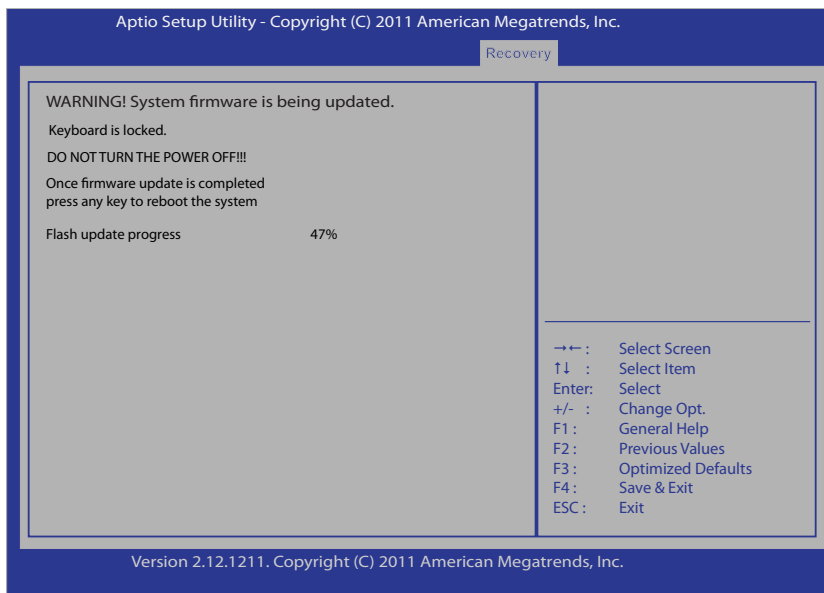 Aptio Setup Utility - Copyright (C) 2011 American Megatrends, Inc.
Recovery
WARNING! System firmware is being updated.
Keyboard is locked.
DO NOT TURN THE POWER OFF!!!
Once firmware update is completed
press any key to reboot the system
Flash update progress 47%
→← : Select Screen
↑↓ : Select Item
Enter: Select
+/- : Change Opt.
F1 : General Help
F2 : Previous Values
F3 : Optimized Defaults
F4 : Save & Exit
ESC : Exit
Version 2.12.1211. Copyright (C) 2011 American Megatrends, Inc.